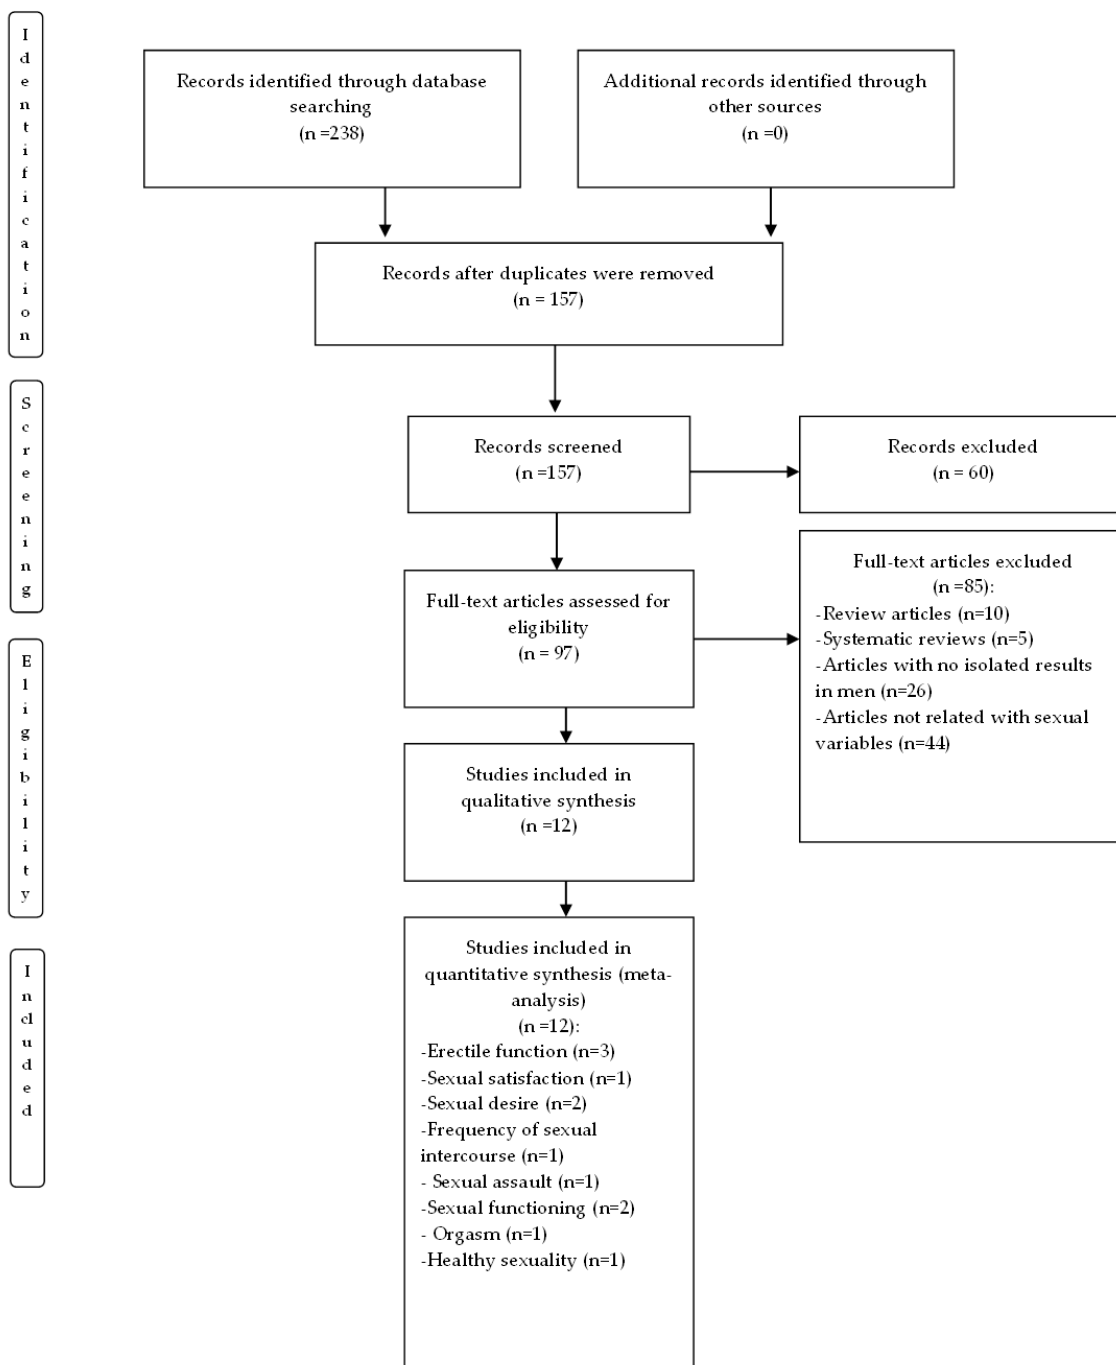 Identification
Records identified through database
searching
(n =238)
Additional records identified through
other sources
(n =0)
Records after duplicates were removed
(n = 157)
Screening
Records screened
(n =157)
Records excluded
(n = 60)
Full-text articles assessed for
eligibility
(n = 97)
Full-text articles excluded
(n =85):
-Review articles (n=10)
-Systematic reviews (n=5)
-Articles with no isolated results
in men (n=26)
-Articles not related with sexual
variables (n=44)
Eligibility
Studies included in
qualitative synthesis
(n =12)
Included
Studies included in
quantitative synthesis (meta-
analysis)
(n =12):
-Erectile function (n=3)
-Sexual satisfaction (n=1)
-Sexual desire (n=2)
-Frequency of sexual
intercourse (n=1)
- Sexual assault (n=1)
-Sexual functioning (n=2)
- Orgasm (n=1)
-Healthy sexuality (n=1)